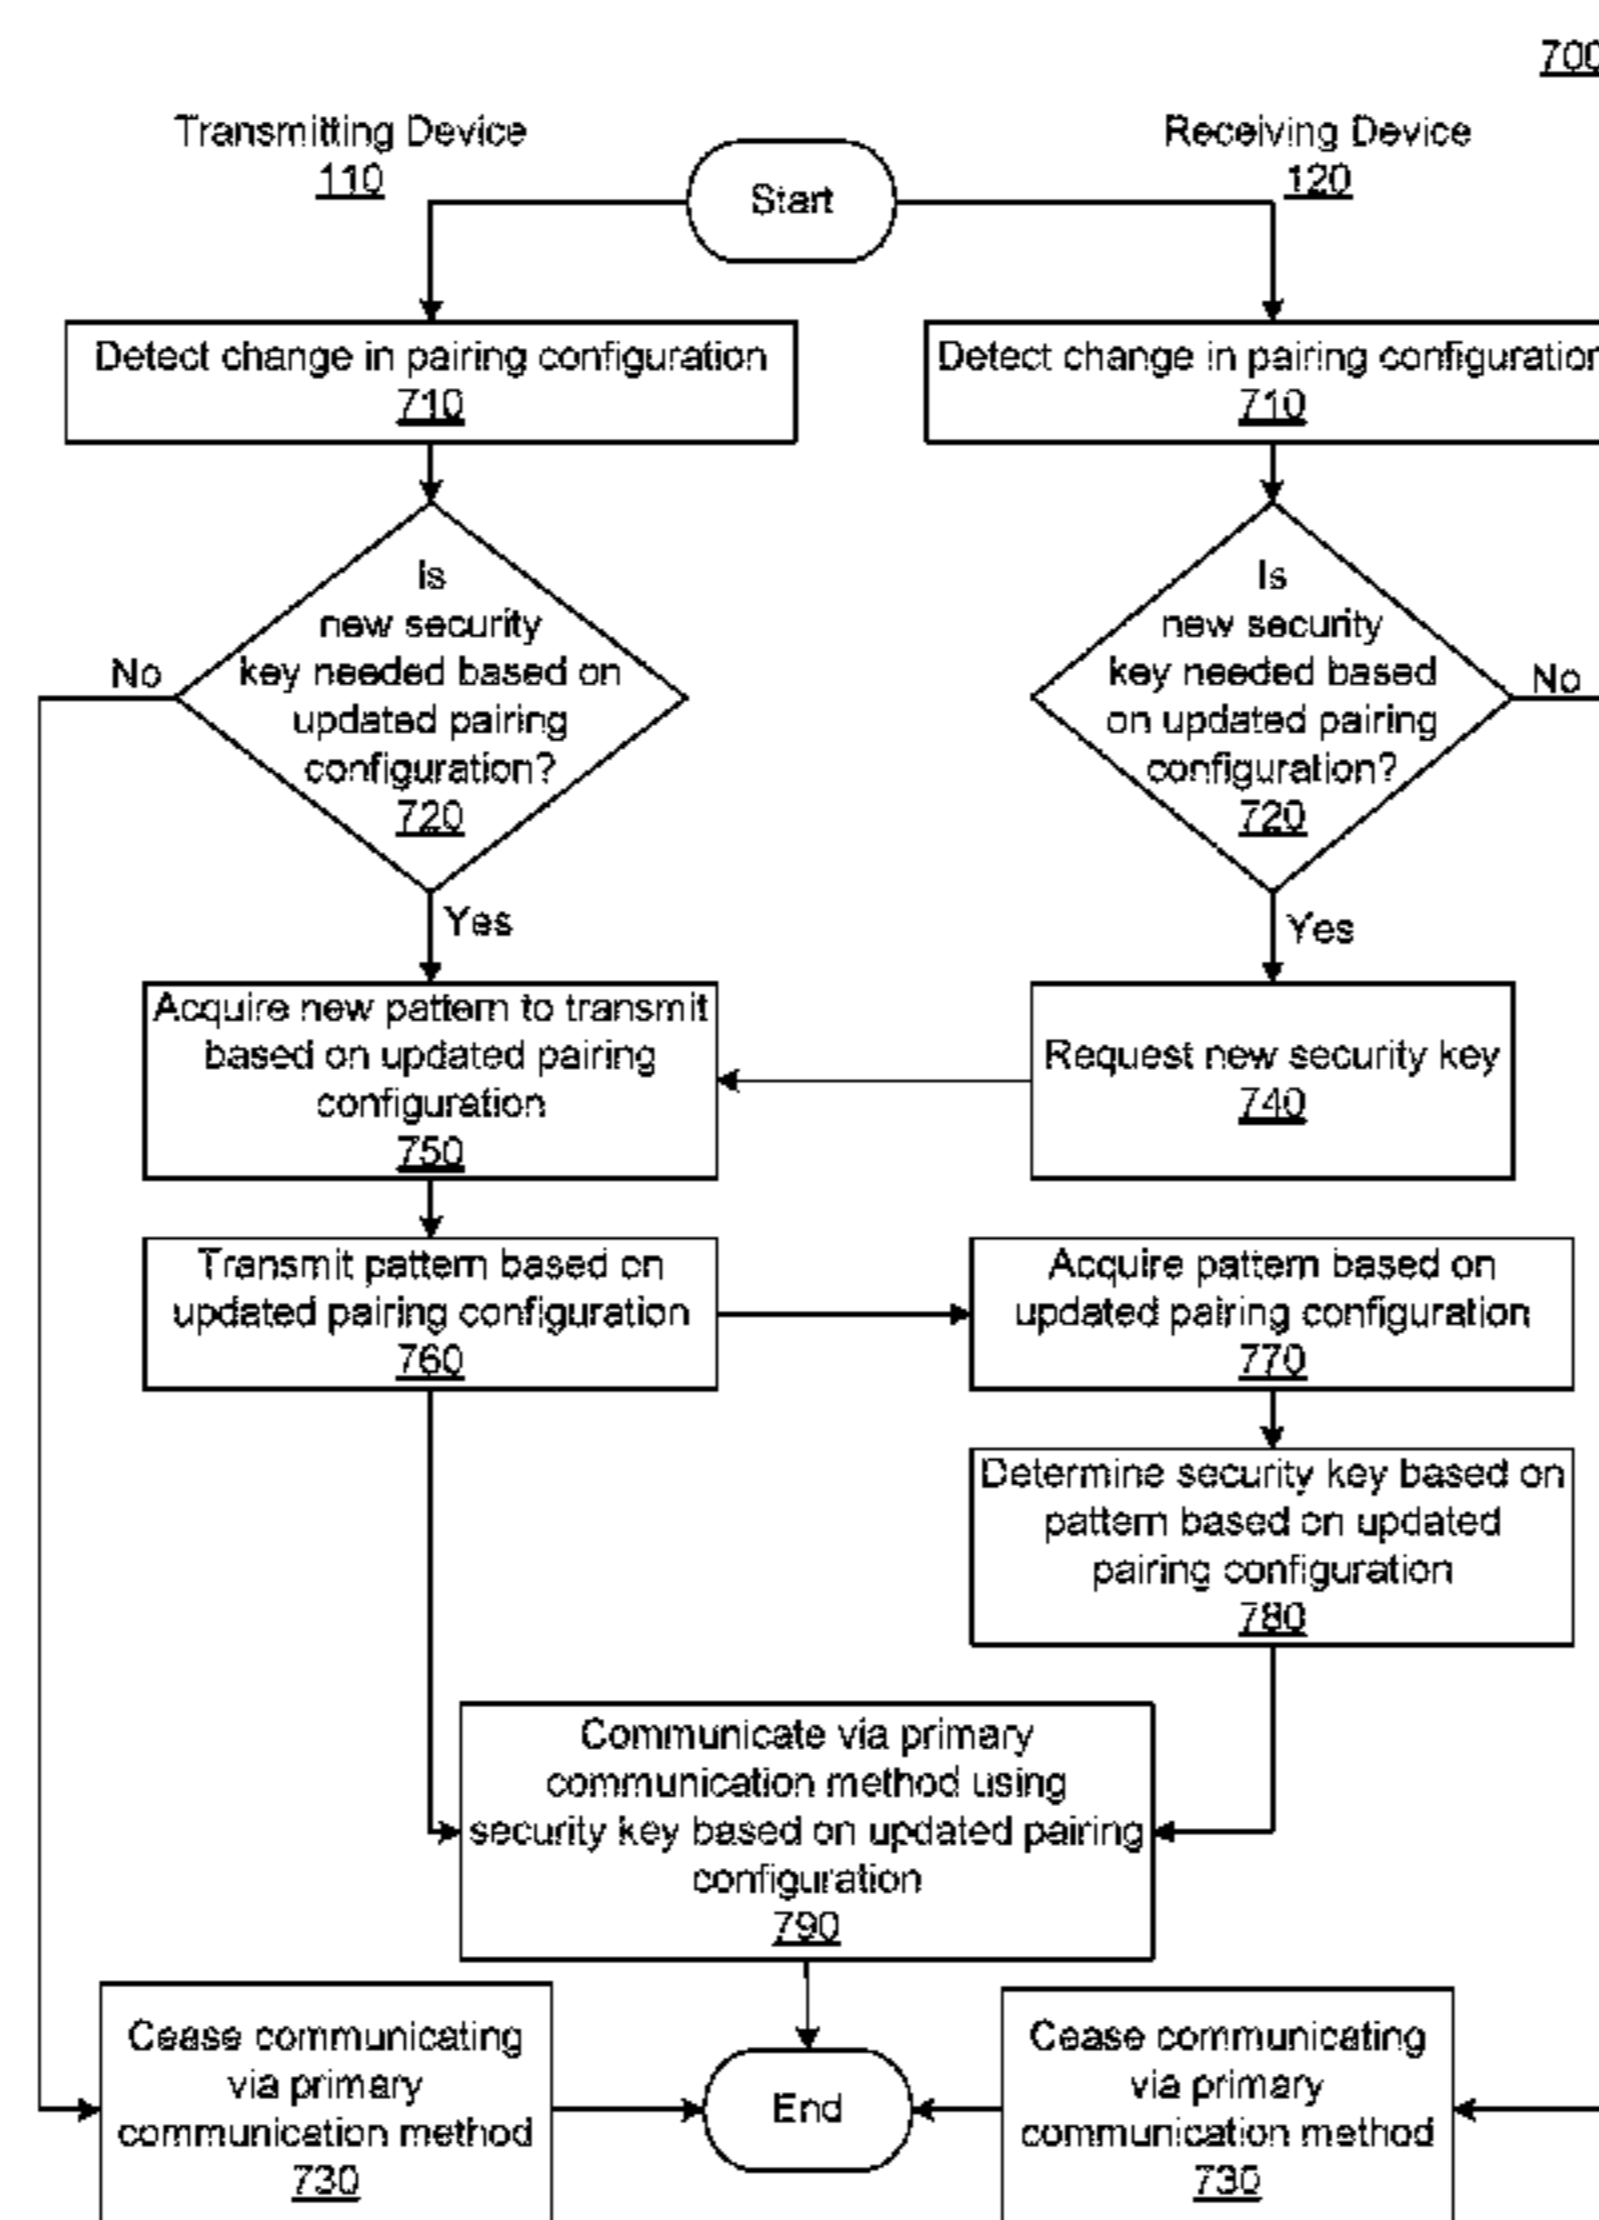 700
Transmitting Device
110
Receiving Device
120
Start
Detect change in pairing configuration
710
Detect change in pairing configuration
710
Is
new security
key needed based on
updated pairing
configuration?
720
No
Yes
Is
new security
key needed based
on updated pairing
configuration?
720
No
Yes
Acquire new pattern to transmit
based on updated pairing
configuration
750
Request new security key
740
Transmit pattern based on
updated pairing configuration
760
Acquire pattern based on
updated pairing configuration
770
Determine security key based on
pattern based on updated
pairing configuration
780
Communicate via primary
communication method using
security key based on updated pairing
configuration
790
Cease communicating
via primary
communication method
730
End
Cease communicating
via primary
communication method
730